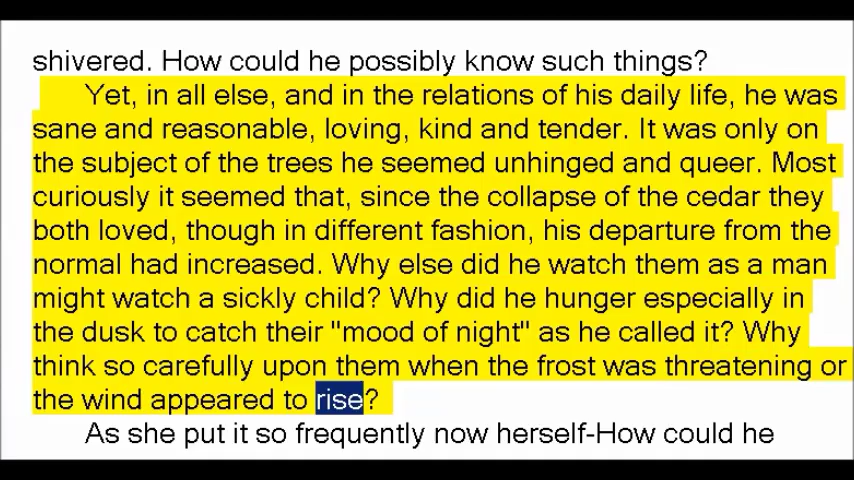 shivered. How could he possibly know such things?
Yet, in all else, and in the relations of his daily life, he was
sane and reasonable, loving, kind and tender. It was only on
the subject of the trees he seemed unhinged and queer. Most
curiously it seemed that, since the collapse of the cedar they
both loved, though in different fashion, his departure from the
normal had increased. Why else did he watch them as a man
might watch a sickly child? Why did he hunger especially in
the dusk to catch their "mood of night" as he called it? Why
think so carefully upon them when the frost was threatening or
the wind appeared to rise?
As she put it so frequently now herself-How could he